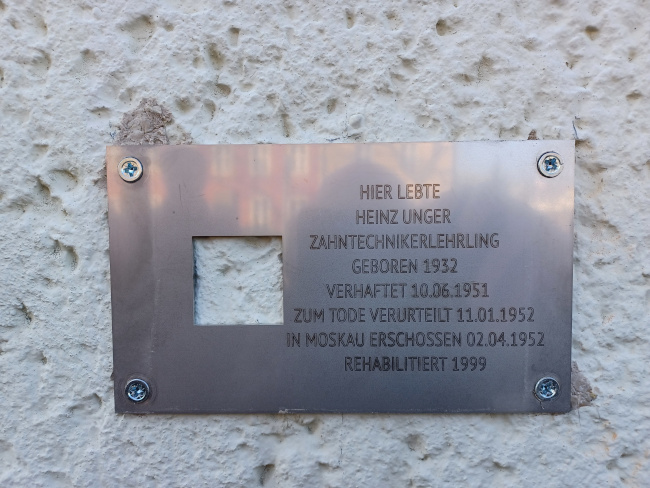 HIER LEBTE
HEINZ UNGER
ZAHNTECHNIKERLEHRLING
GEBOREN 1932
VERHAFTET 10.06.1951
ZUM TODE VERURTEILT 11.01.1952
IN MOSKAU ERSCHOSSEN 02.04.1952
REHABILITIERT 1999